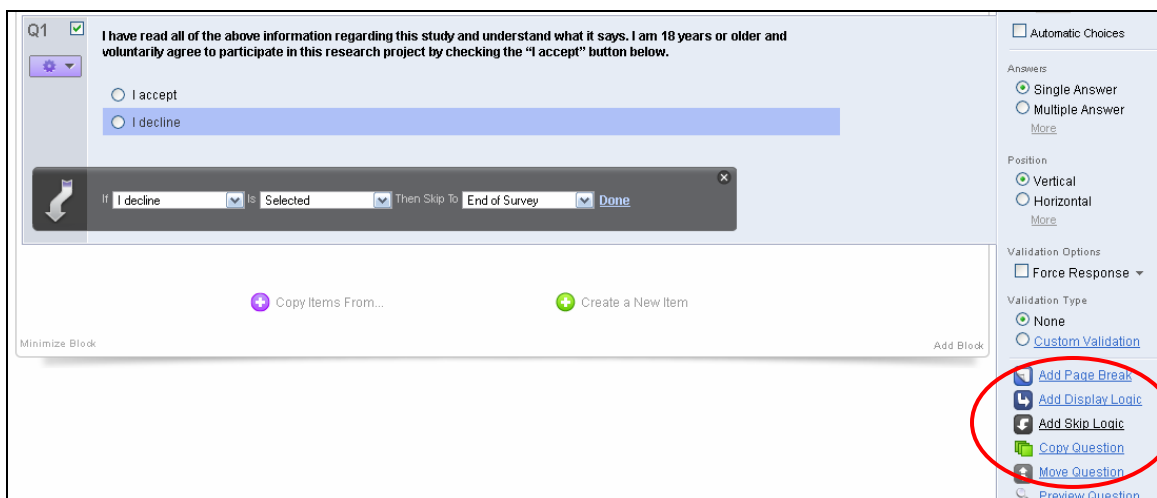 Q1
I have read all of the above information regarding this study and understand what it says. I am 18 years or older and
voluntarily agree to participate in this research project by checking the “I accept” button below.
I accept
I decline
If I decline Is Selected Then Skip To End of Survey Done
Copy Items From...
Create a New Item
Minimize Block
Add Block
Automatic Choices
Answers
Single Answer
Multiple Answer
More
Position
Vertical
Horizontal
More
Validation Options
Force Response
Validation Type
None
Custom Validation
Add Page Break
Add Display Logic
Add Skip Logic
Copy Question
Move Question
Preview Question